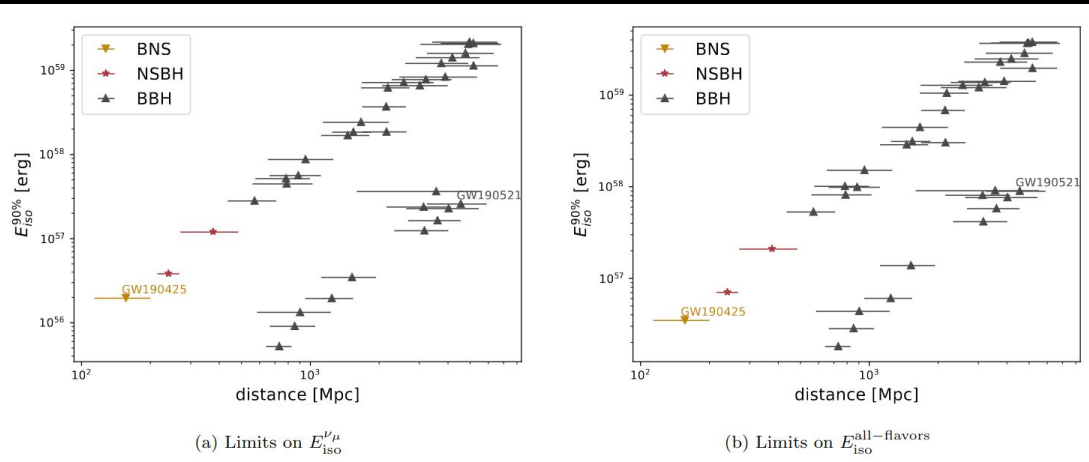 BNS
NSBH
BBH
10^59
10^58
10^57
10^56
E_iso^90% [erg]
GW190521
GW190425
10^2
10^3
distance [Mpc]
(a) Limits on E_iso^ν_μ
BNS
NSBH
BBH
10^59
10^58
10^57
E_iso^90% [erg]
GW190521
GW190425
10^2
10^3
distance [Mpc]
(b) Limits on E_iso^all−flavors